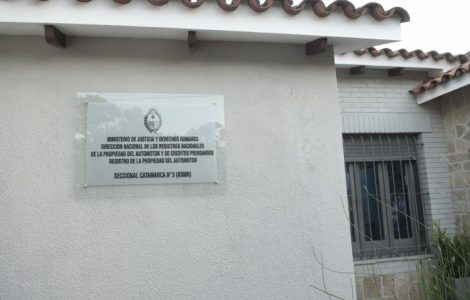 MINISTERIO DE JUSTICIA Y DERECHOS HUMANOS
DIRECCION NACIONAL DE LOS REGISTROS NACIONALES
DE LA PROPIEDAD DEL AUTOMOTOR Y DE CREDITOS PRENDARIOS
REGISTRO DE LA PROPIEDAD DEL AUTOMOTOR
SECCIONAL CATAMARCA N°3 (03006)